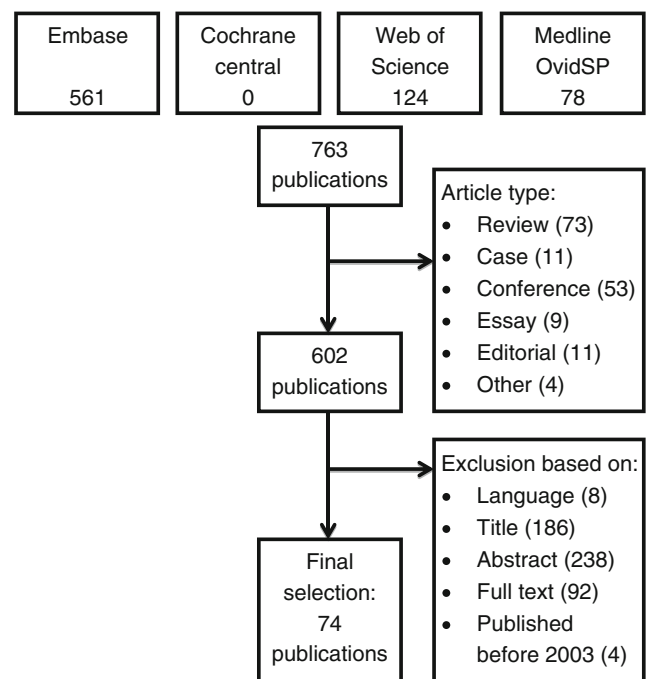 Embase
561
Cochrane
central
0
Web of
Science
124
Medline
OvidSP
78
763
publications
Article type:
• Review (73)
• Case (11)
• Conference (53)
• Essay (9)
• Editorial (11)
• Other (4)
602
publications
Exclusion based on:
• Language (8)
• Title (186)
• Abstract (238)
• Full text (92)
• Published
before 2003 (4)
Final
selection:
74
publications